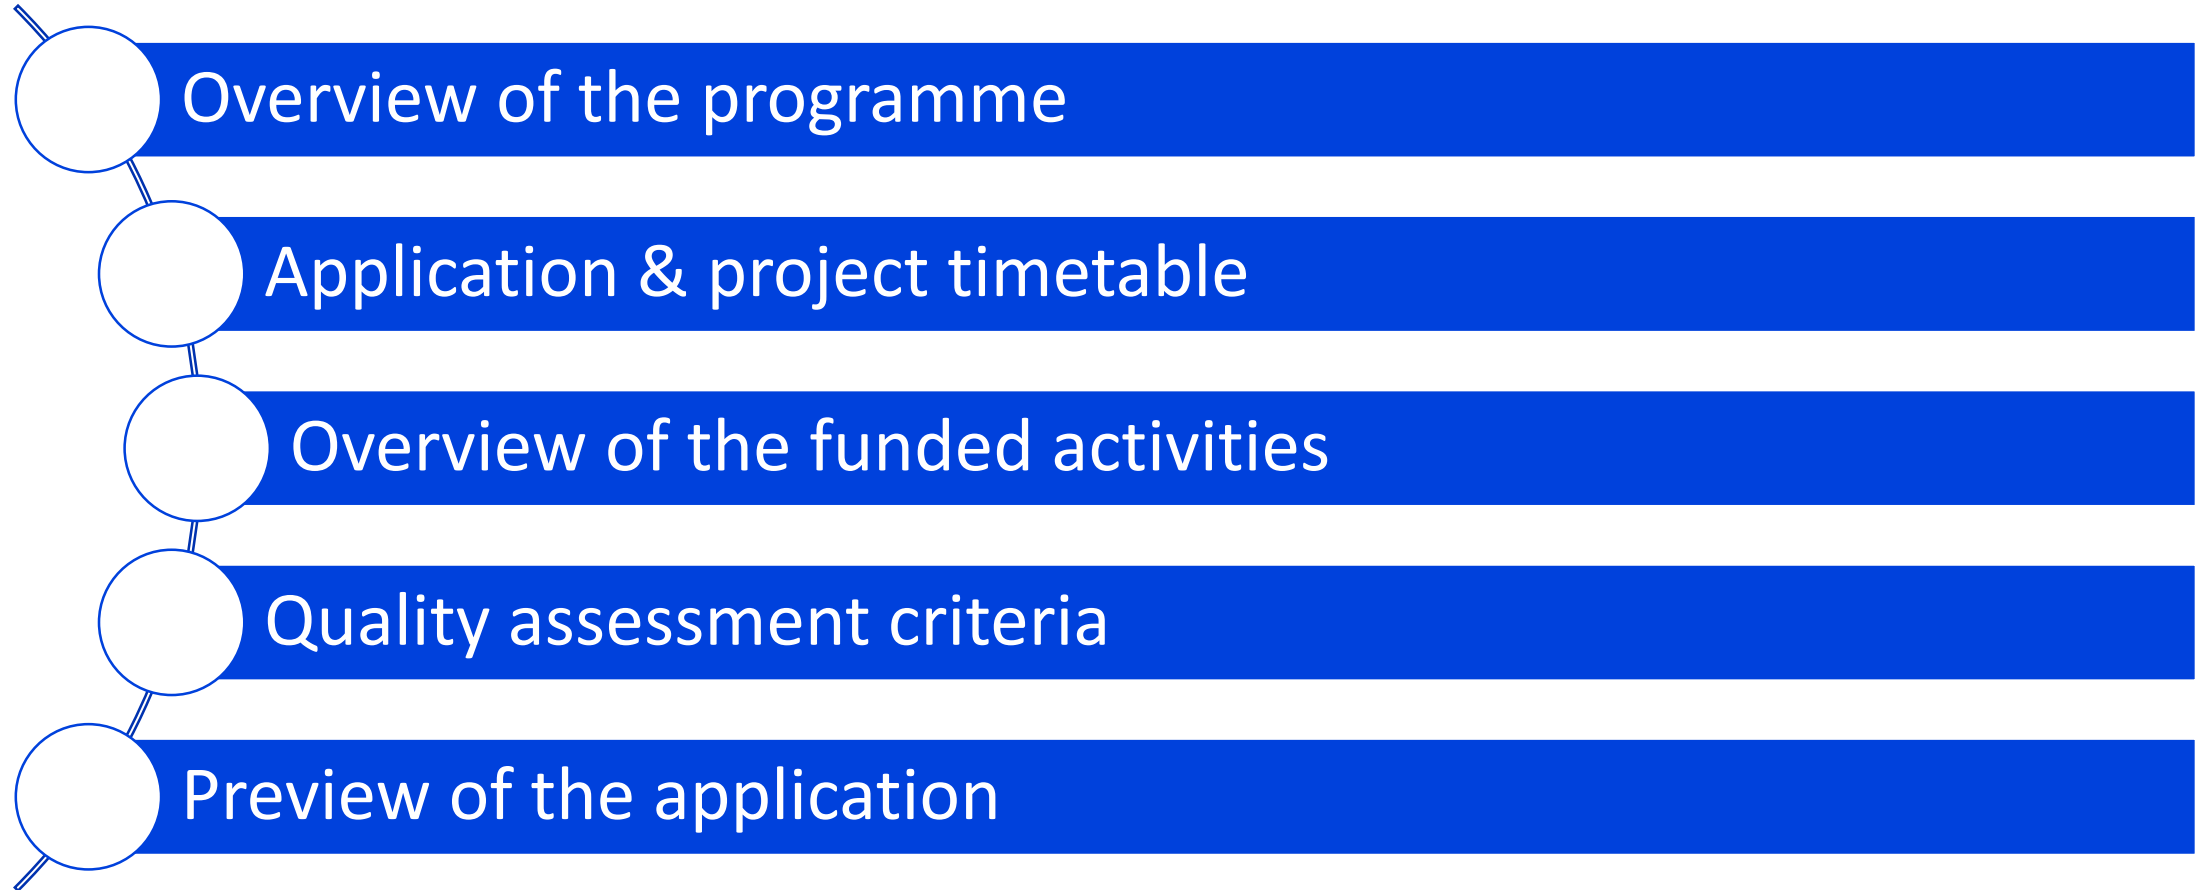 Overview of the programme
Application & project timetable
Overview of the funded activities
Quality assessment criteria
Preview of the application